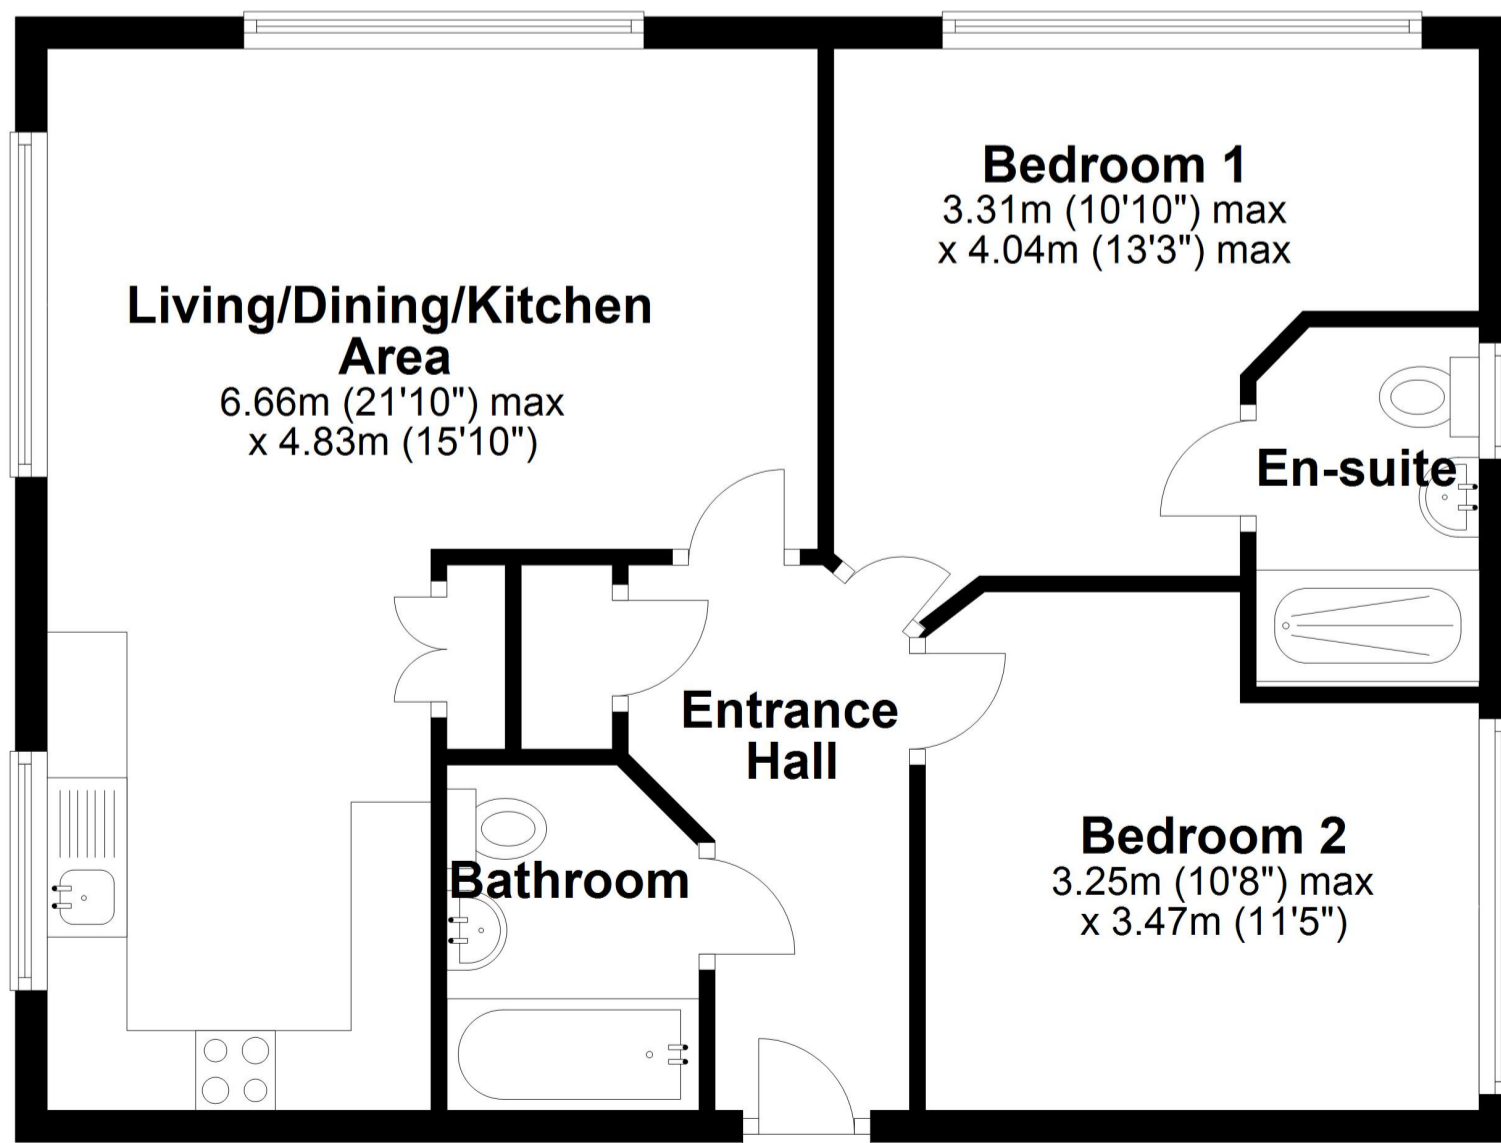 Bedroom 1
3.31m (10'10") max
x 4.04m (13'3") max
Living/Dining/Kitchen
Area
6.66m (21'10") max
x 4.83m (15'10")
En-suite
Entrance
Hall
Bedroom 2
3.25m (10'8") max
x 3.47m (11'5")
Bathroom